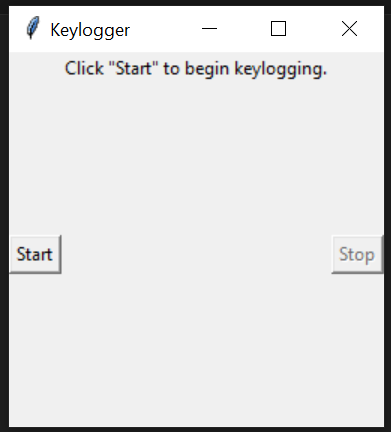 Keylogger
Click "Start" to begin keylogging.
Start
Stop